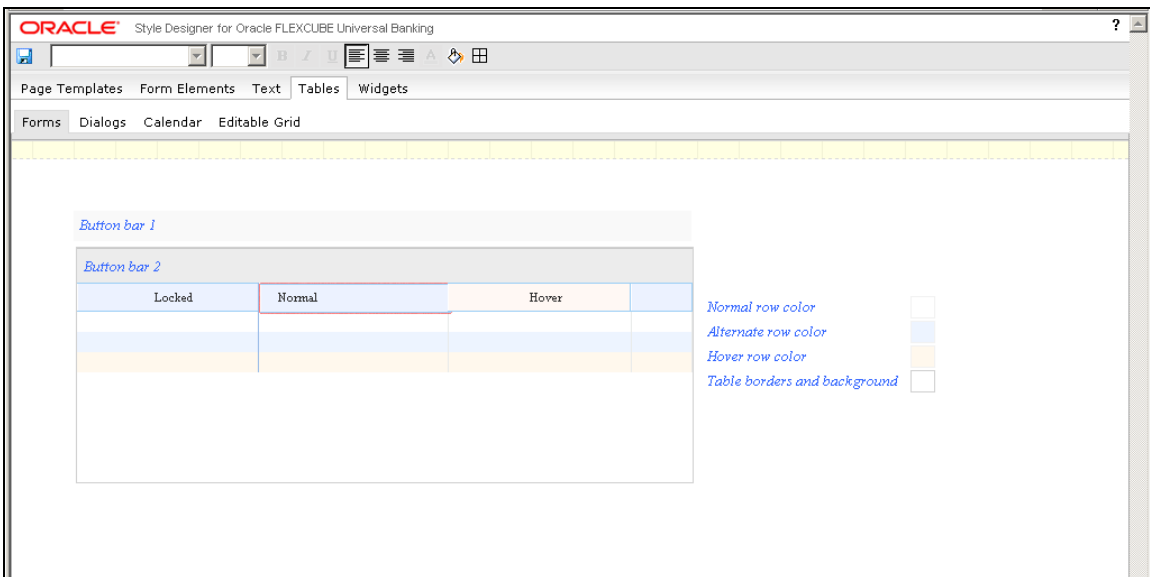 ORACLE® Style Designer for Oracle FLEXCUBE Universal Banking ?
B I U A
Page Templates Form Elements Text Tables Widgets
Forms Dialogs Calendar Editable Grid
Button bar 1
Button bar 2
Locked Normal Hover
Normal row color
Alternate row color
Hover row color
Table borders and background